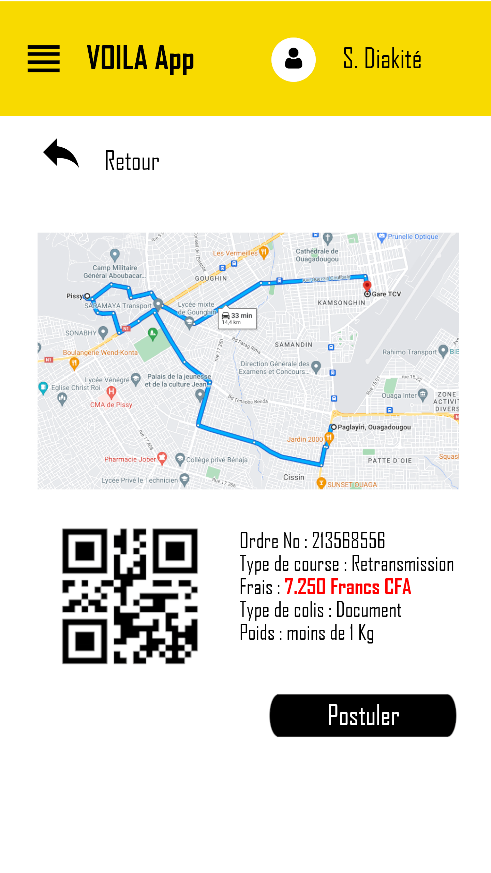 VOILA App
S. Diakité
Retour
Cathédrale de
Ouagadougou
Prunelle Optique
Les Vermeilles
Camp Militaire
Général Aboubacar...
GOUGHIN
Pissy
SANMAYA Transport
Lycée mixte
de Gounghin
33 min
14,4 km
Gare TCV
KAMSONGHIN
SONABHY
SAMANDIN
Boulangerie Wend-Konta
Palais de la jeunesse
et de la culture Jean
Direction Générale des
Examens et Concours...
Rahimo Transport
Lycée Vénégré
Eglise Christ Roi
CMA de Pissy
Ouaga Inter
ZONE
ACTIVIT
DIVERS
Paglayiri, Ouagadougou
Jardin 2000
Pharmacie Jober
Collège privé Bénaja
PATTE D'OIE
Lycée Privé le Technicien
Cissin
SUNSET OUAGA
Ordre No : 213568556
Type de course : Retransmission
Frais : 7.250 Francs CFA
Type de colis : Document
Poids : moins de 1 Kg
Postuler